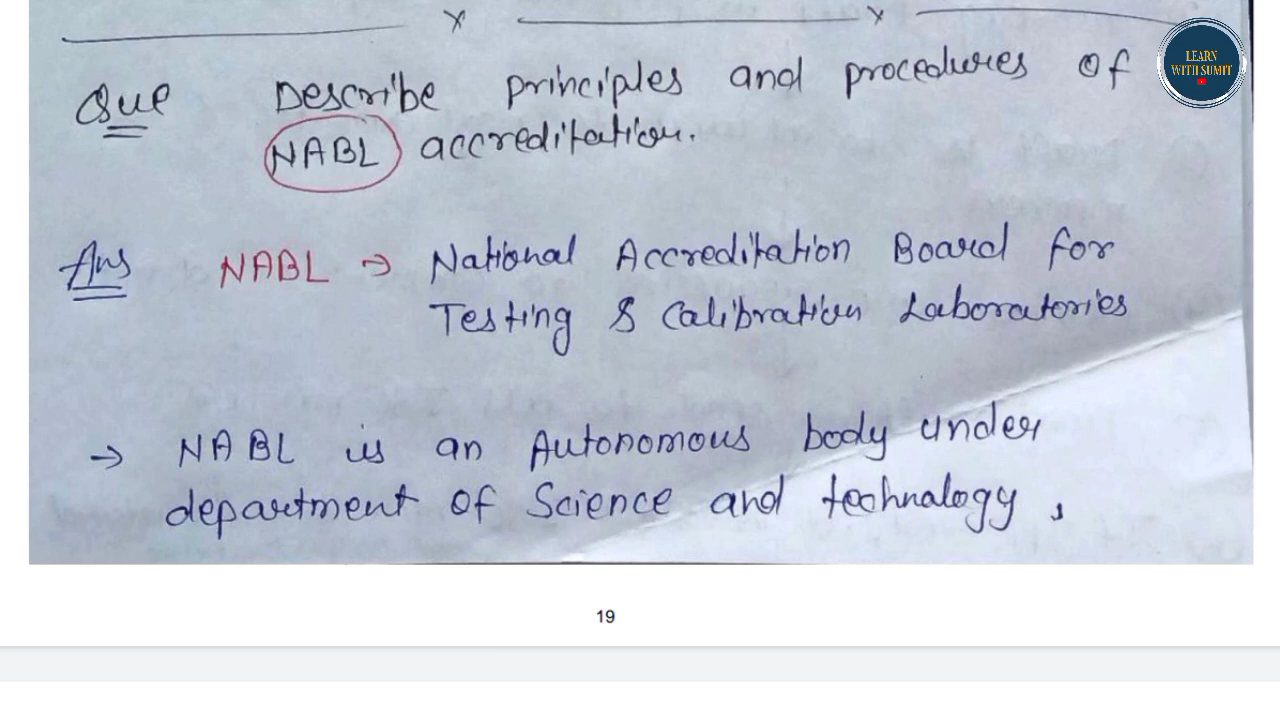 LEARN
WITH SUMIT
Que Describe principles and procedures of
NABL accreditation.
Ans NABL → National Accreditation Board for
Testing & Calibration Laboratories
→ NABL is an Autonomous body under
department of Science and technalogy,
19